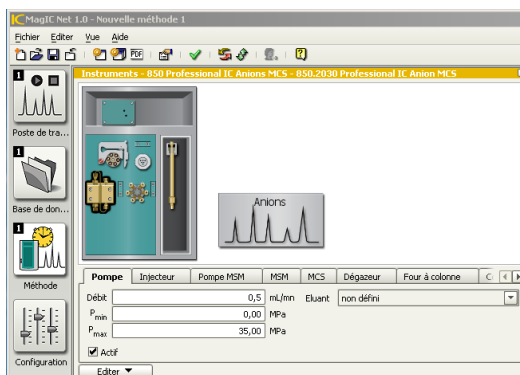 MagIC Net 1.0 - Nouvelle méthode 1
Fichier Editer Vue Aide
PDF
Instruments - 850 Professional IC Anions MCS - 850.2030 Professional IC Anion MCS
1
Poste de tra...
1
Base de don...
1
Méthode
Configuration
Anions
Pompe Injecteur Pompe MSM MSM MCS Dégazeur Four à colonne C
Débit 0,5 mL/mn Eluant non défini
Pmin 0,00 MPa
Pmax 35,00 MPa
Actif
Editer